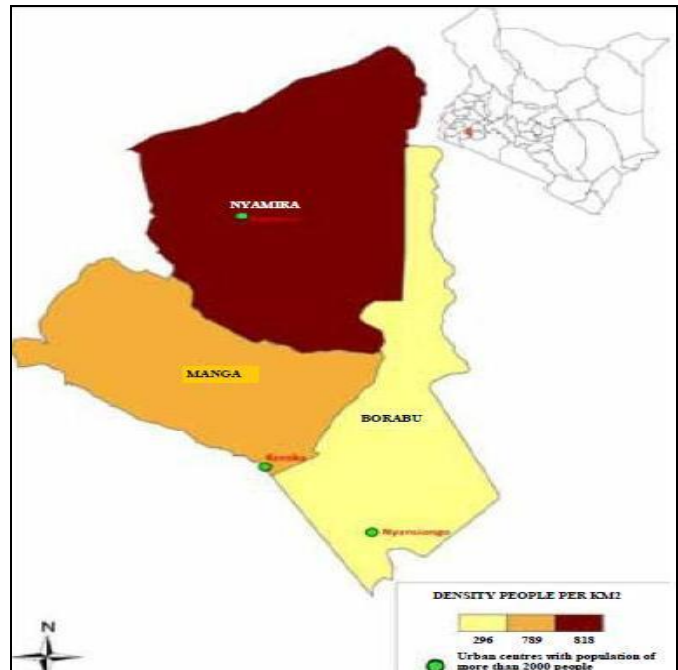 NYAMIRA
MANGA
BORABU
Keroka
Nyansiongo
DENSITY PEOPLE PER KM2
296 789 818
Urban centres with population of
more than 2000 people
N